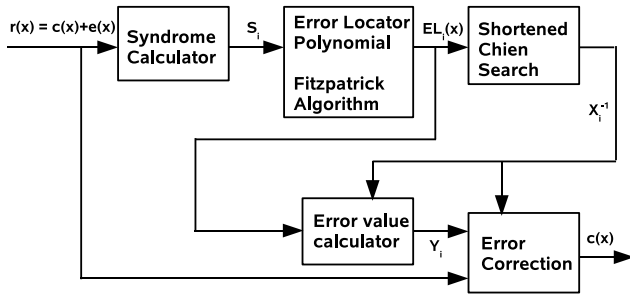 r(x) = c(x)+e(x)
Syndrome
Calculator
S_i
Error Locator
Polynomial
Fitzpatrick
Algorithm
EL_i(x)
Shortened
Chien
Search
X_i^-1
Error value
calculator
Y_i
Error
Correction
c(x)